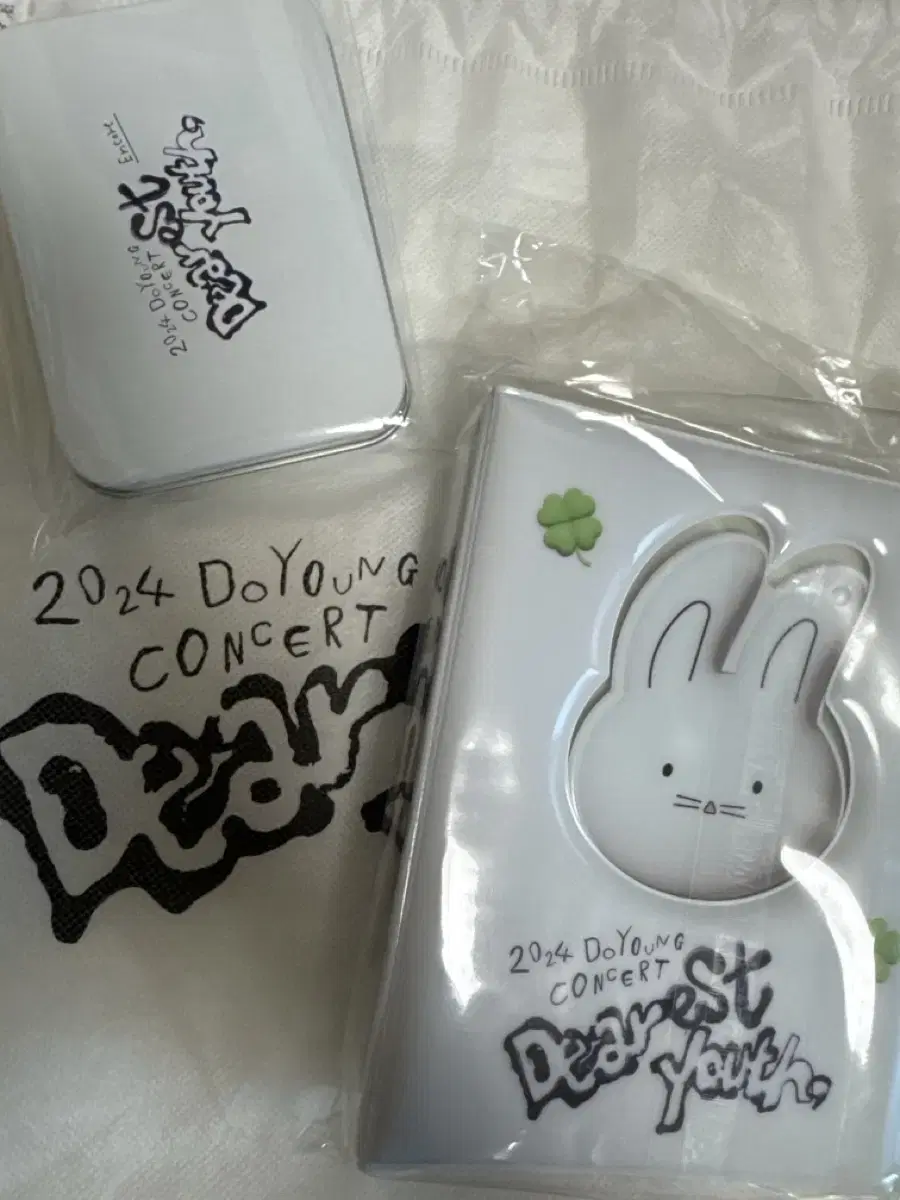 2024 DOYOUNG
CONCERT
Dearest
Youth,
Encore
2024 DOYOUNG
CONCERT
Dear
2024 DOYOUNG
CONCERT
Dearest
Youth,